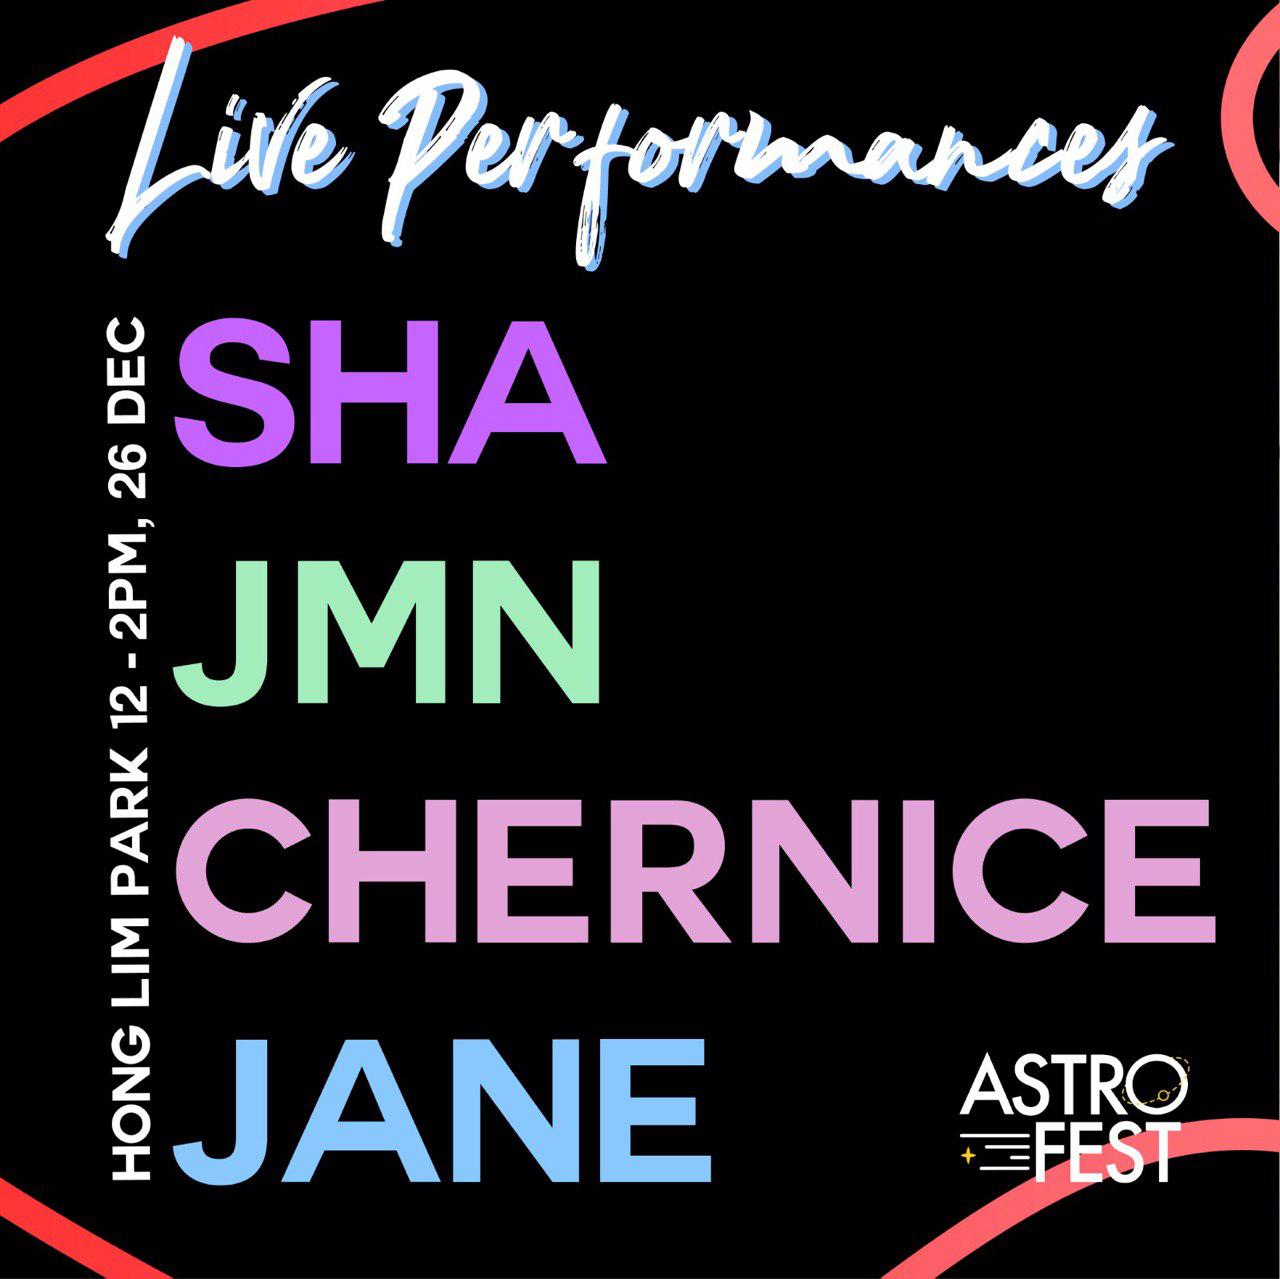 Live Performances
HONG LIM PARK 12 - 2PM, 26 DEC
SHA
JMN
CHERNICE
JANE
ASTRO
FEST